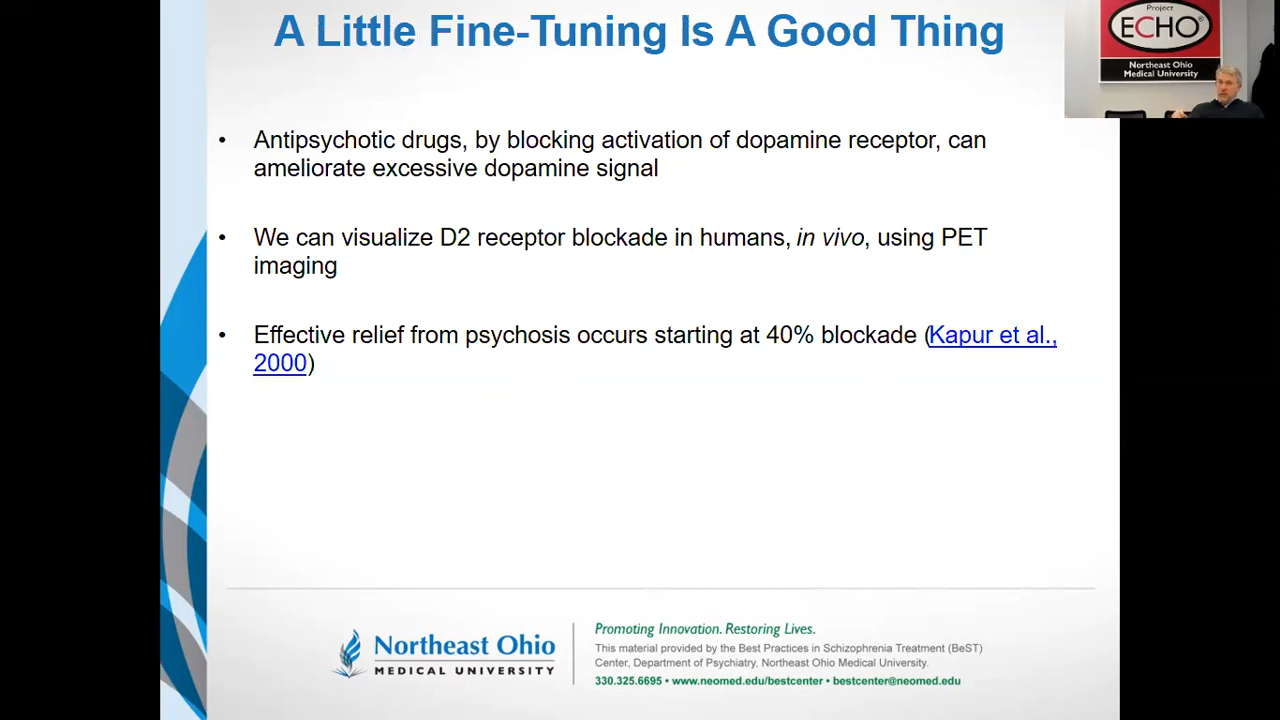 A Little Fine-Tuning Is A Good Thing
Project
ECHO®
Northeast Ohio
Medical University
• Antipsychotic drugs, by blocking activation of dopamine receptor, can
ameliorate excessive dopamine signal
• We can visualize D2 receptor blockade in humans, in vivo, using PET
imaging
• Effective relief from psychosis occurs starting at 40% blockade (Kapur et al.,
2000)
Northeast Ohio
MEDICAL UNIVERSITY
Promoting Innovation. Restoring Lives.
This material provided by the Best Practices in Schizophrenia Treatment (BeST)
Center, Department of Psychiatry, Northeast Ohio Medical University.
330.325.6695 • www.neomed.edu/bestcenter • bestcenter@neomed.edu